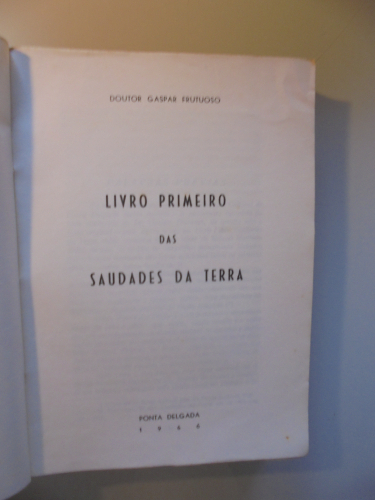 DOUTOR GASPAR FRUTUOSO
LIVRO PRIMEIRO
DAS
SAUDADES DA TERRA
PONTA DELGADA